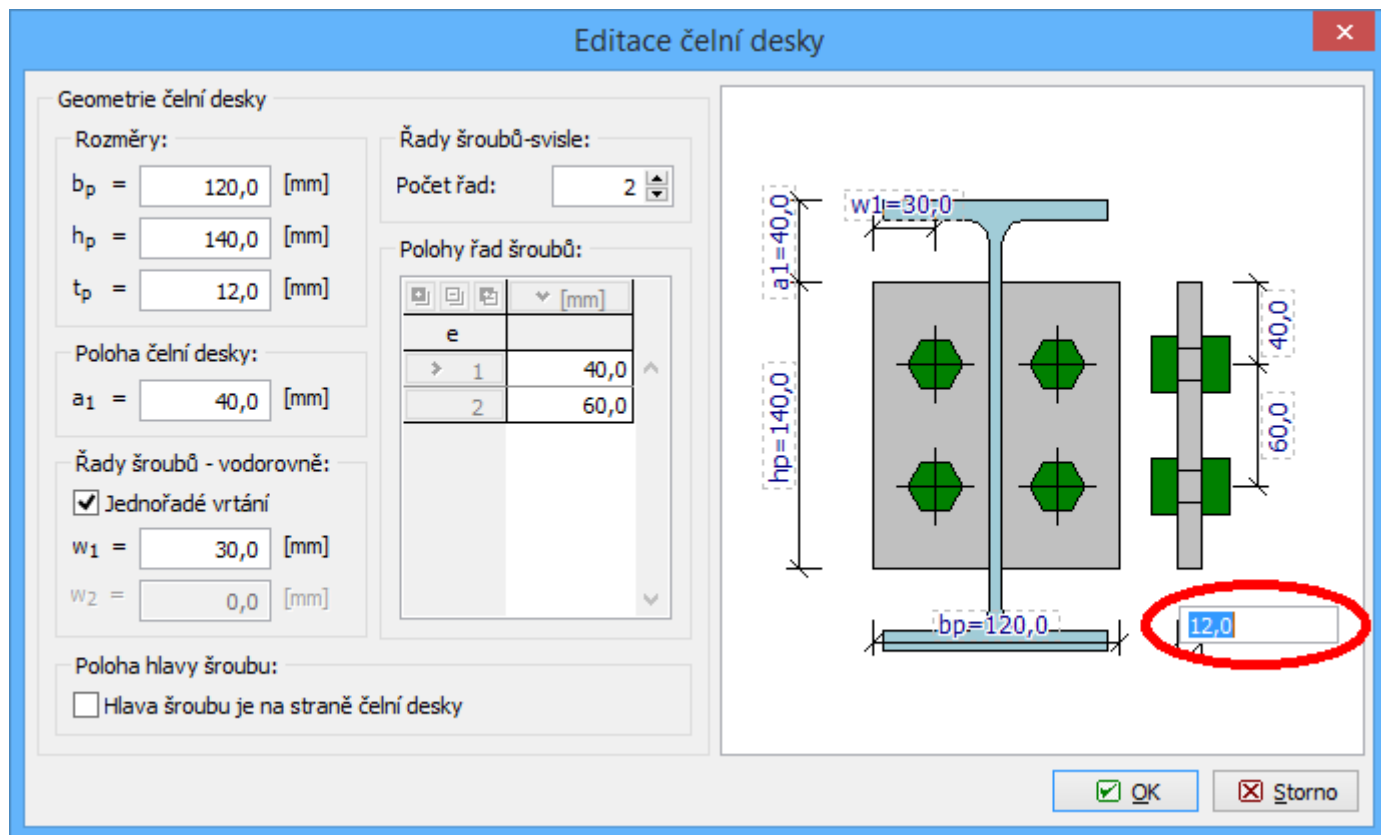 Editace čelní desky
Geometrie čelní desky
Rozměry:
bp = 120,0 [mm]
hp = 140,0 [mm]
tp = 12,0 [mm]
Poloha čelní desky:
a1 = 40,0 [mm]
Řady šroubů - vodorovně:
Jednořadé vrtání
w1 = 30,0 [mm]
w2 = 0,0 [mm]
Poloha hlavy šroubu:
Hlava šroubu je na straně čelní desky
Řady šroubů-svisle:
Počet řad: 2
Polohy řad šroubů:
[mm]
e
1 40,0
2 60,0
w1=30,0
a1=40,0
hp=140,0
bp=120,0
40,0
60,0
12,0
OK
Storno